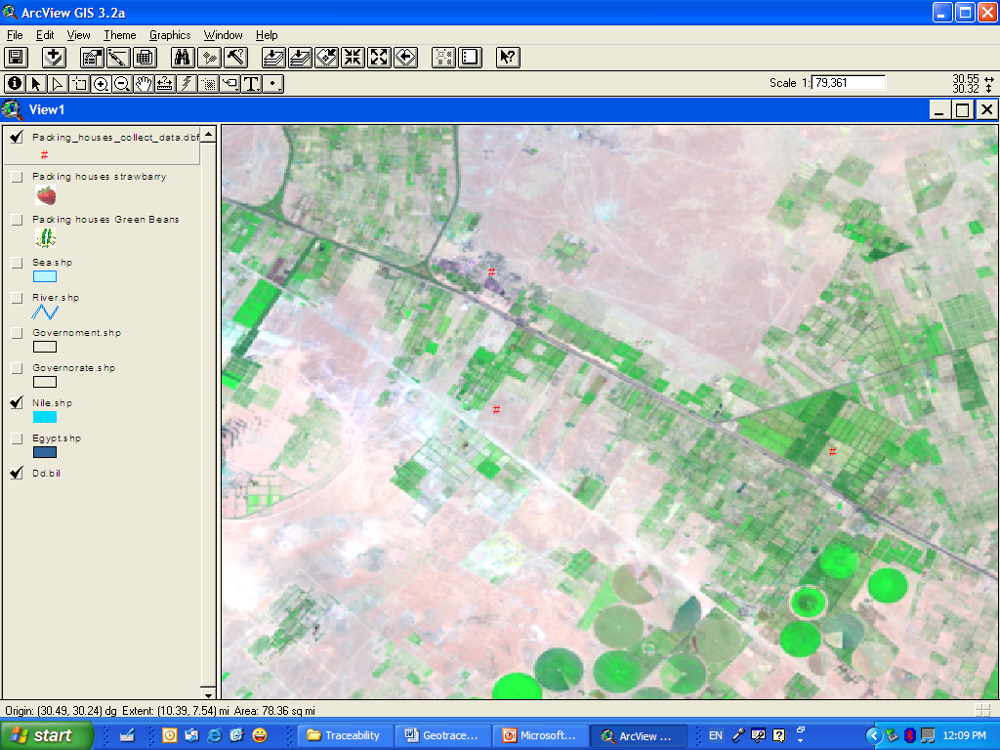 ArcView GIS 3.2a
File Edit View Theme Graphics Window Help
Scale 1: 79,361
30.55
30.32
View1
Packing_houses_collect_data.dbf
#
Packing houses strawbarry
Packing houses Green Beans
Sea.shp
River.shp
Governoment.shp
Governorate.shp
Nile.shp
Egypt.shp
Dd.bil
#
#
#
Origin: (30.49, 30.24) dg Extent: (10.39, 7.54) mi Area: 78.36 sq mi
start Traceability Geotrace... Microsoft... ArcView ... EN 12:09 PM